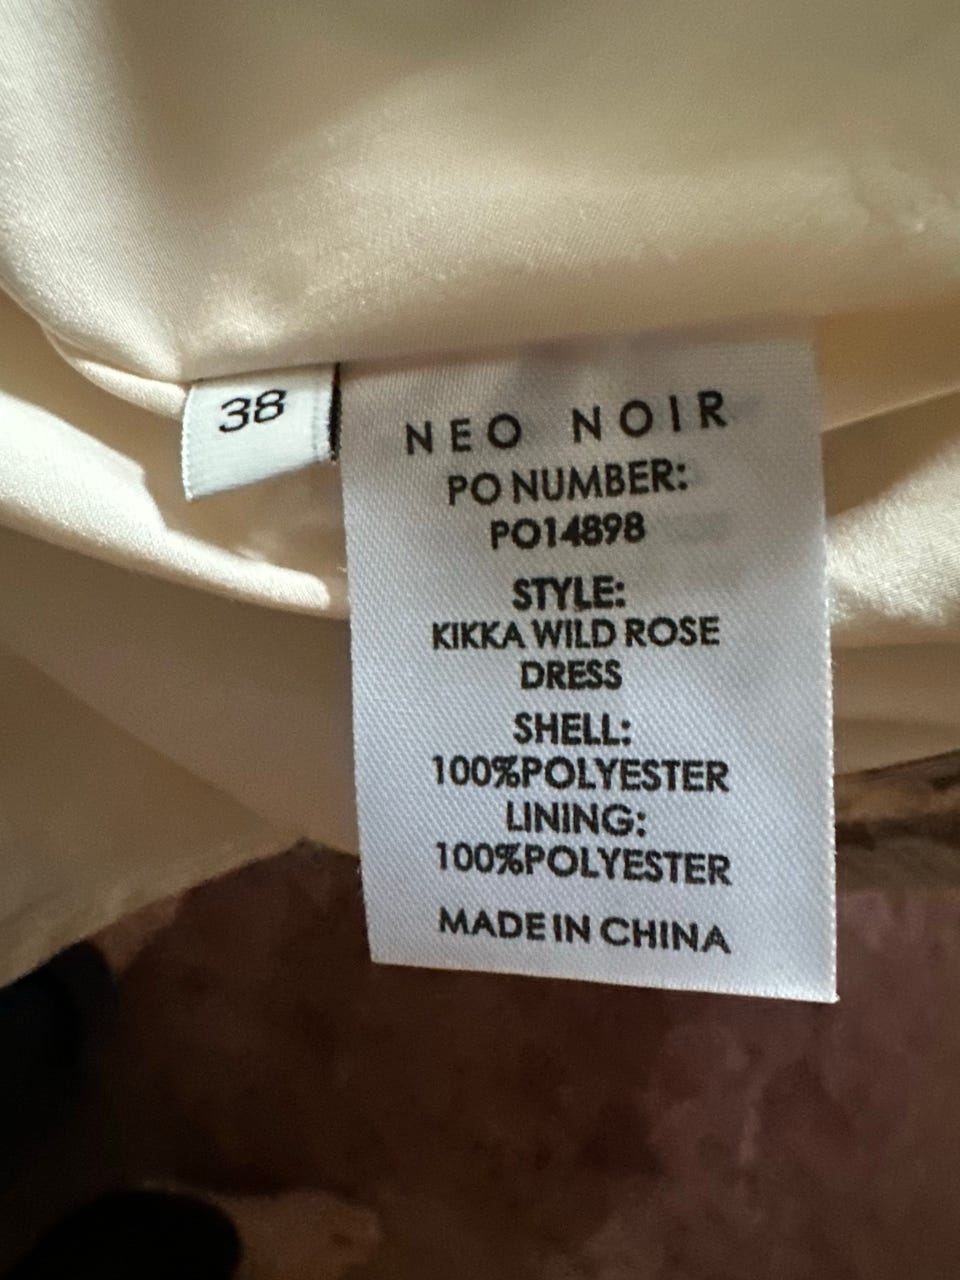 38
NEO NOIR
PO NUMBER:
PO14898
STYLE:
KIKKA WILD ROSE
DRESS
SHELL:
100%POLYESTER
LINING:
100%POLYESTER
MADE IN CHINA